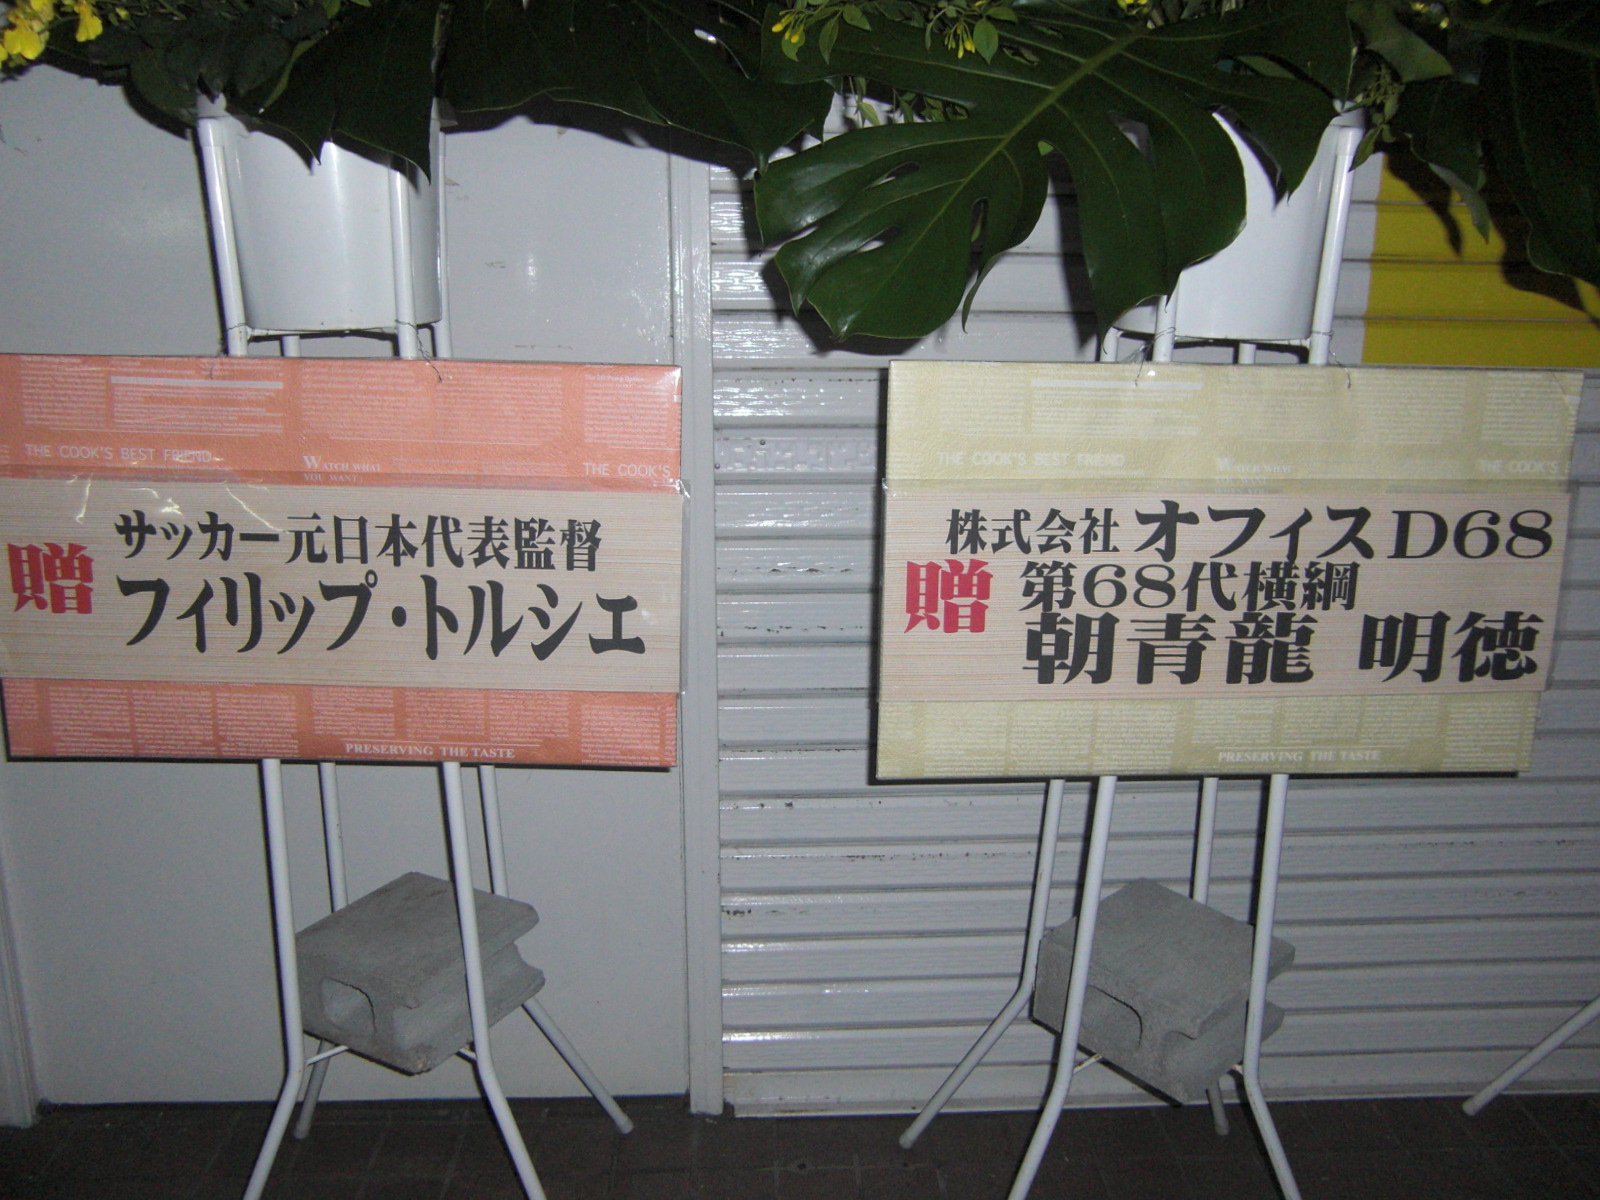 THE COOK'S BEST FRIEND
WATCH WHAT
YOU WANT
THE COOK'S
贈
サッカー元日本代表監督
フィリップ・トルシエ
PRESERVING THE TASTE
THE COOK'S BEST FRIEND
WATCH WHAT
THE COOK'S
贈
株式会社 オフィスD68
第68代横綱
朝青龍 明徳
PRESERVING THE TASTE